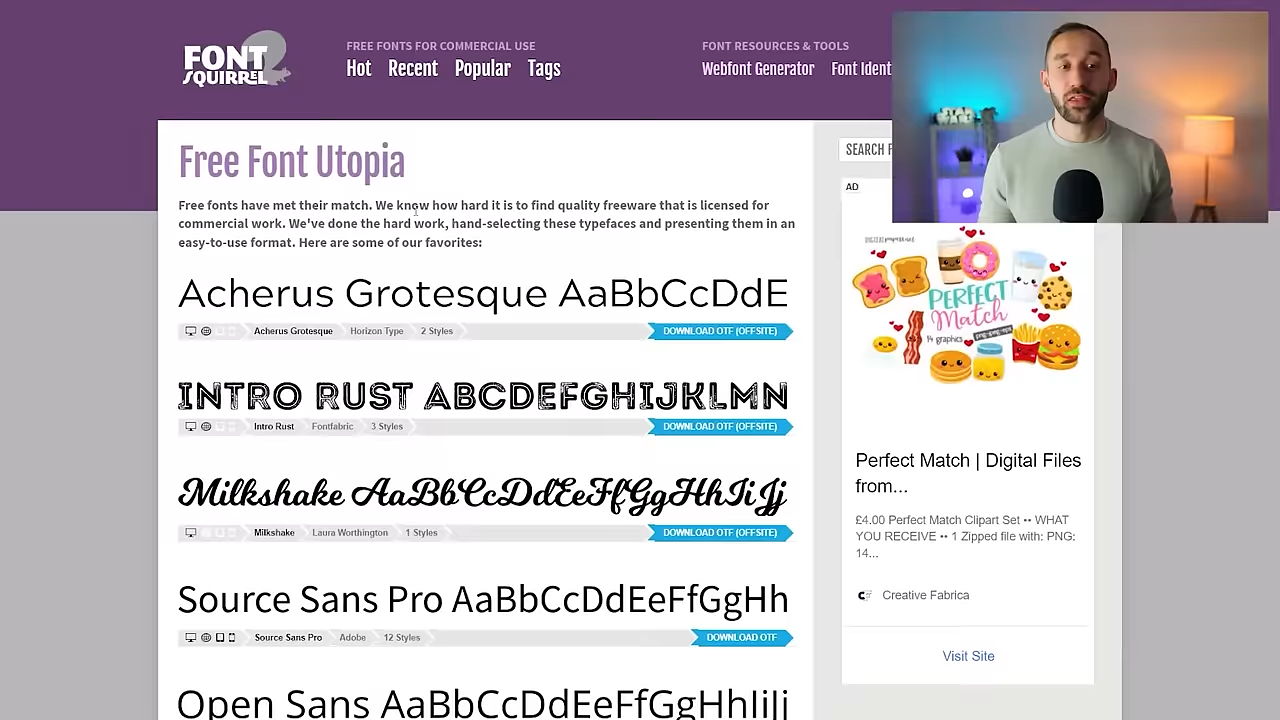 FONT SQUIRREL
FREE FONTS FOR COMMERCIAL USE
Hot Recent Popular Tags
FONT RESOURCES & TOOLS
Webfont Generator Font Ident
Free Font Utopia
Free fonts have met their match. We know how hard it is to find quality freeware that is licensed for
commercial work. We've done the hard work, hand-selecting these typefaces and presenting them in an
easy-to-use format. Here are some of our favorites:
Acherus Grotesque AaBbCcDdE
Acherus Grotesque Horizon Type 2 Styles DOWNLOAD OTF (OFFSITE)
INTRO RUST ABCDEFGHIJKLMN
Intro Rust Fontfabric 3 Styles DOWNLOAD OTF (OFFSITE)
Milkshake AaBbCcDdEeFfGgHhIiJj
Milkshake Laura Worthington 1 Styles DOWNLOAD OTF (OFFSITE)
Source Sans Pro AaBbCcDdEeFfGgHh
Source Sans Pro Adobe 12 Styles DOWNLOAD OTF
Open Sans AaBbCcDdEeFfGgHhIiJj
SEARCH F
AD
PERFECT
Match
14 graphics
Perfect Match | Digital Files
from...
£4.00 Perfect Match Clipart Set •• WHAT
YOU RECEIVE •• 1 Zipped file with: PNG:
14...
Creative Fabrica
Visit Site